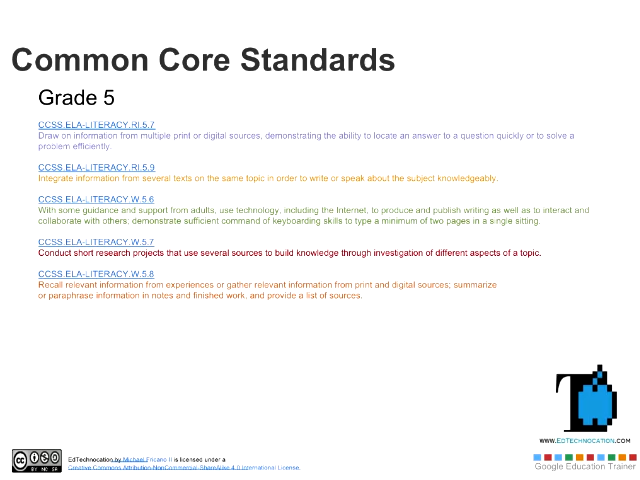 Common Core Standards
Grade 5
CCSS.ELA-LITERACY.RI.5.7
Draw on information from multiple print or digital sources, demonstrating the ability to locate an answer to a question quickly or to solve a
problem efficiently.
CCSS.ELA-LITERACY.RI.5.9
Integrate information from several texts on the same topic in order to write or speak about the subject knowledgeably.
CCSS.ELA-LITERACY.W.5.6
With some guidance and support from adults, use technology, including the Internet, to produce and publish writing as well as to interact and
collaborate with others; demonstrate sufficient command of keyboarding skills to type a minimum of two pages in a single sitting.
CCSS.ELA-LITERACY.W.5.7
Conduct short research projects that use several sources to build knowledge through investigation of different aspects of a topic.
CCSS.ELA-LITERACY.W.5.8
Recall relevant information from experiences or gather relevant information from print and digital sources; summarize
or paraphrase information in notes and finished work, and provide a list of sources.
T
WWW.EDTECHNOCATION.COM
Google Education Trainer
cc
BY NC SA
EdTechnocation by Michael Fricano II is licensed under a
Creative Commons Attribution-NonCommercial-ShareAlike 4.0 International License.